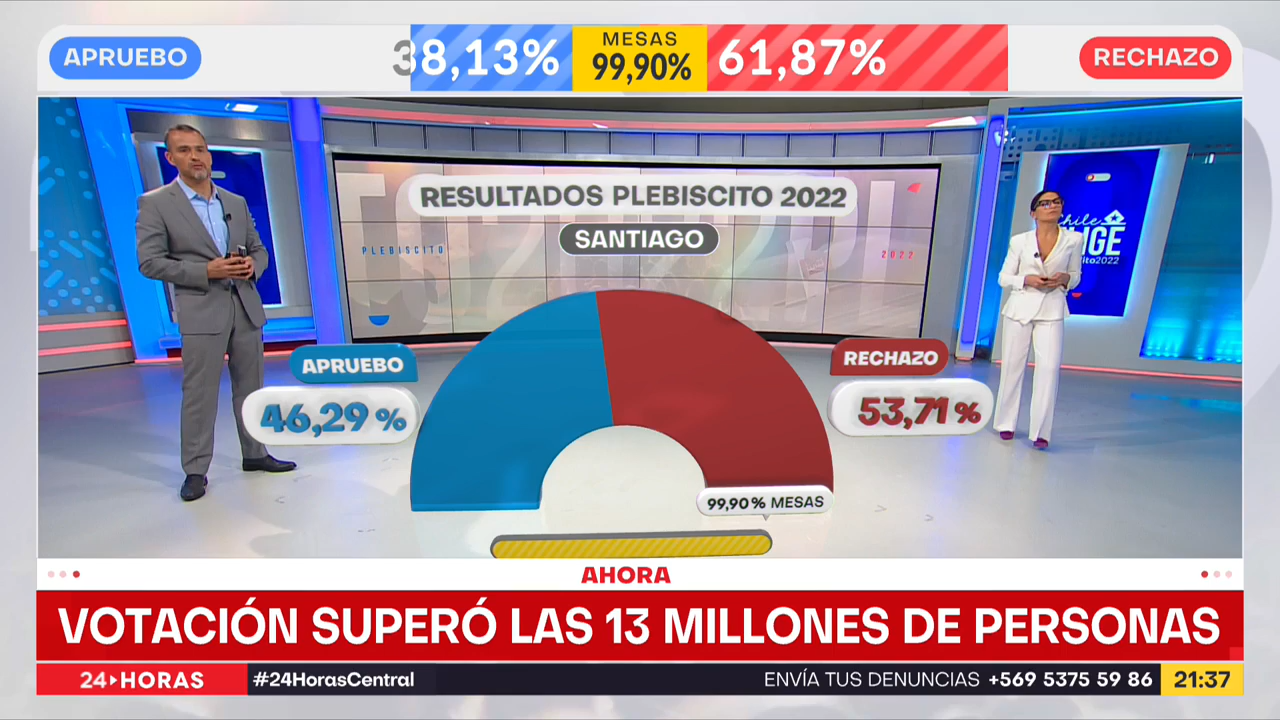 APRUEBO
38,13%
MESAS
99,90%
61,87%
RECHAZO
RESULTADOS PLEBISCITO 2022
SANTIAGO
PLEBISCITO
2022
APRUEBO
46,29 %
RECHAZO
53,71 %
99,90% MESAS
AHORA
VOTACIÓN SUPERÓ LAS 13 MILLONES DE PERSONAS
24 HORAS
#24HorasCentral
ENVÍA TUS DENUNCIAS +569 5375 59 86
21:37